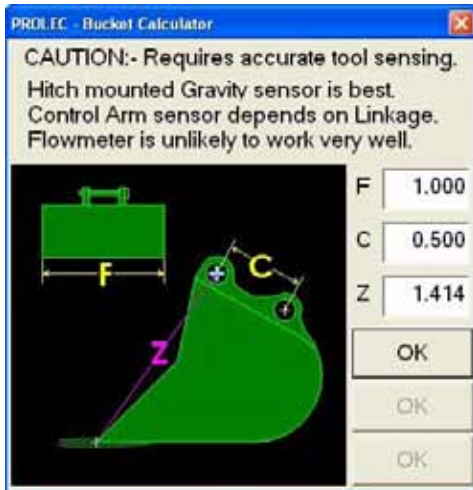 PROLEC - Bucket Calculator
CAUTION:- Requires accurate tool sensing.
Hitch mounted Gravity sensor is best.
Control Arm sensor depends on Linkage.
Flowmeter is unlikely to work very well.
F 1.000
C 0.500
Z 1.414
F
C
Z
OK
OK
OK